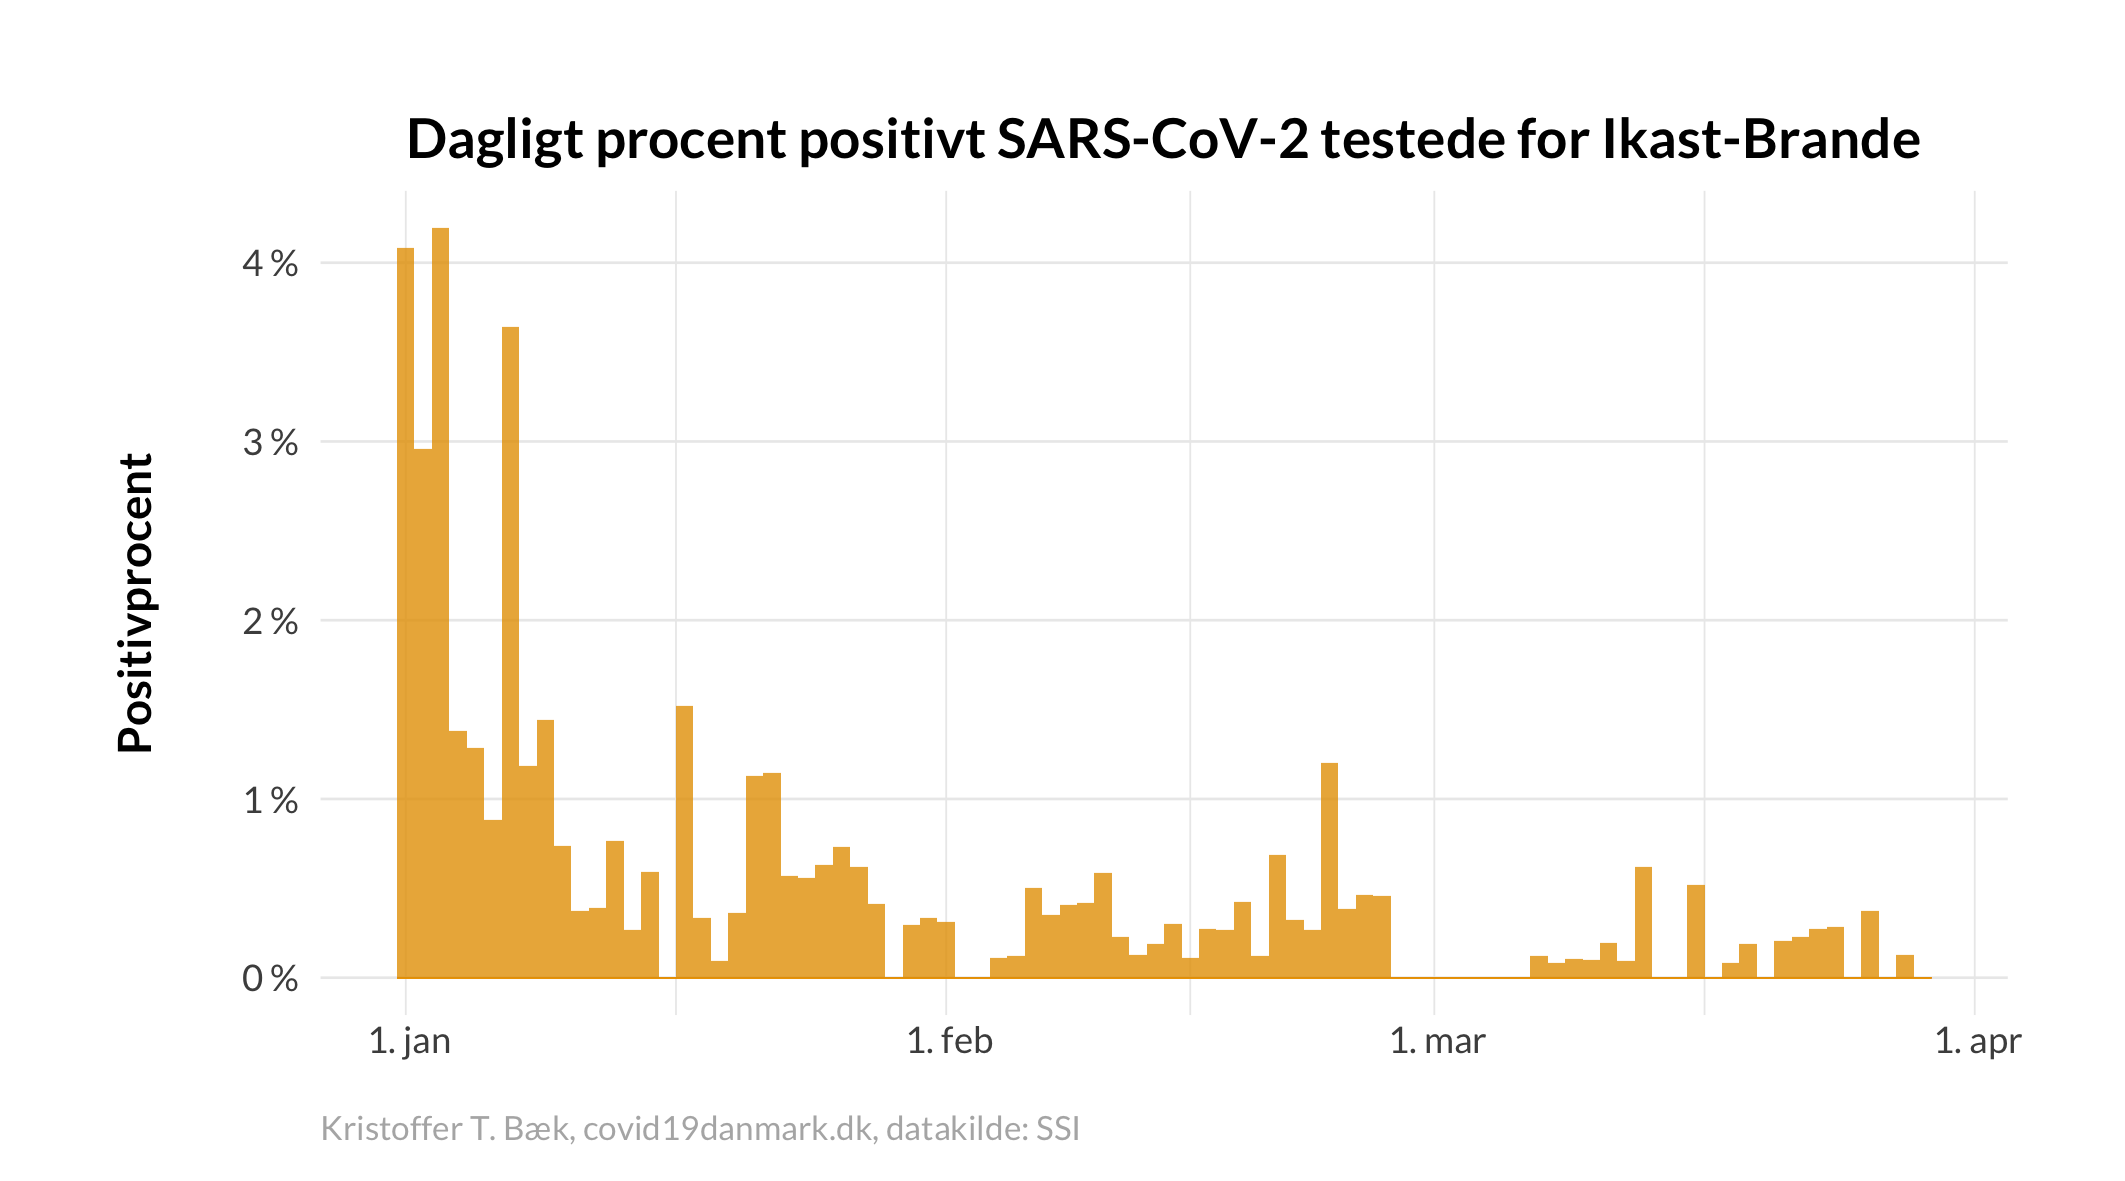 Dagligt procent positivt SARS-CoV-2 testede for Ikast-Brande
Positivprocent
4 %
3 %
2 %
1 %
0 %
1. jan
1. feb
1. mar
1. apr
Kristoffer T. Bæk, covid19danmark.dk, datakilde: SSI